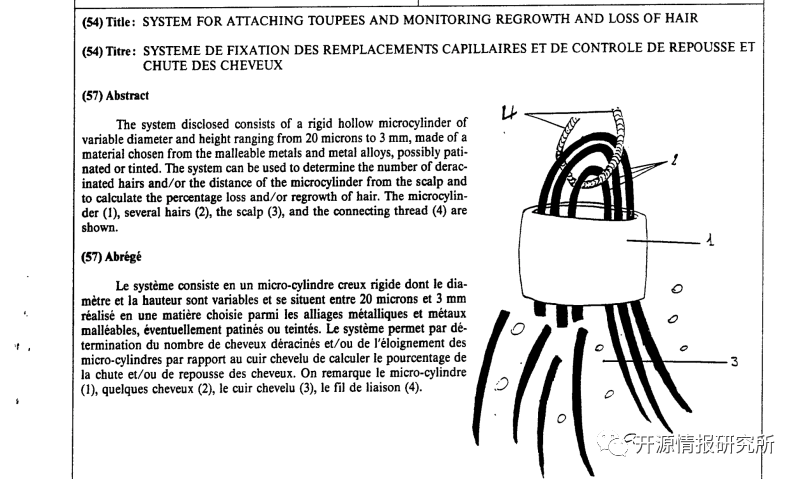 (54) Title: SYSTEM FOR ATTACHING TOUPEES AND MONITORING REGROWTH AND LOSS OF HAIR
(54) Titre: SYSTEME DE FIXATION DES REMPLACEMENTS CAPILLAIRES ET DE CONTROLE DE REPOUSSE ET
CHUTE DES CHEVEUX
(57) Abstract
The system disclosed consists of a rigid hollow microcylinder of
variable diameter and height ranging from 20 microns to 3 mm, made of a
material chosen from the malleable metals and metal alloys, possibly pati-
nated or tinted. The system can be used to determine the number of derac-
inated hairs and/or the distance of the microcylinder from the scalp and
to calculate the percentage loss and/or regrowth of hair. The microcylin-
der (1), several hairs (2), the scalp (3), and the connecting thread (4) are
shown.
(57) Abrégé
Le système consiste en un micro-cylindre creux rigide dont le dia-
mètre et la hauteur sont variables et se situent entre 20 microns et 3 mm
réalisé en une matière choisie parmi les alliages métalliques et métaux
malléables, éventuellement patinés ou teintés. Le système permet par dé-
termination du nombre de cheveux déracinés et/ou de l'éloignement des
micro-cylindres par rapport au cuir chevelu de calculer le pourcentage de
la chute et/ou de repousse des cheveux. On remarque le micro-cylindre
(1), quelques cheveux (2), le cuir chevelu (3), le fil de liaison (4).
4
2
1
3
开源情报研究所